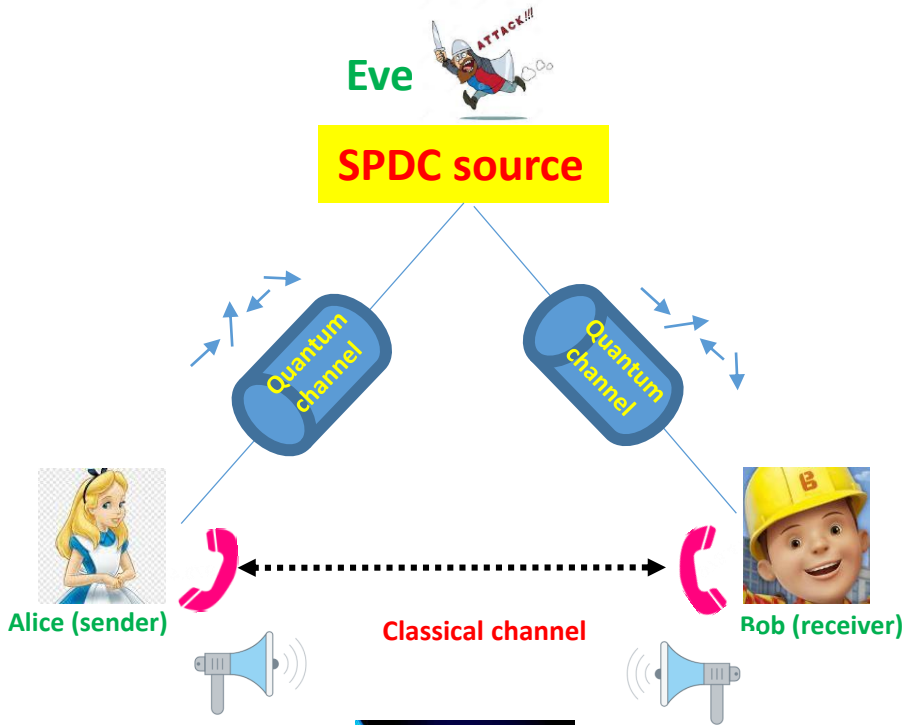 ATTACK!!!
Eve
SPDC source
Quantum
channel
Quantum
channel
B
Alice (sender)
Classical channel
Bob (receiver)